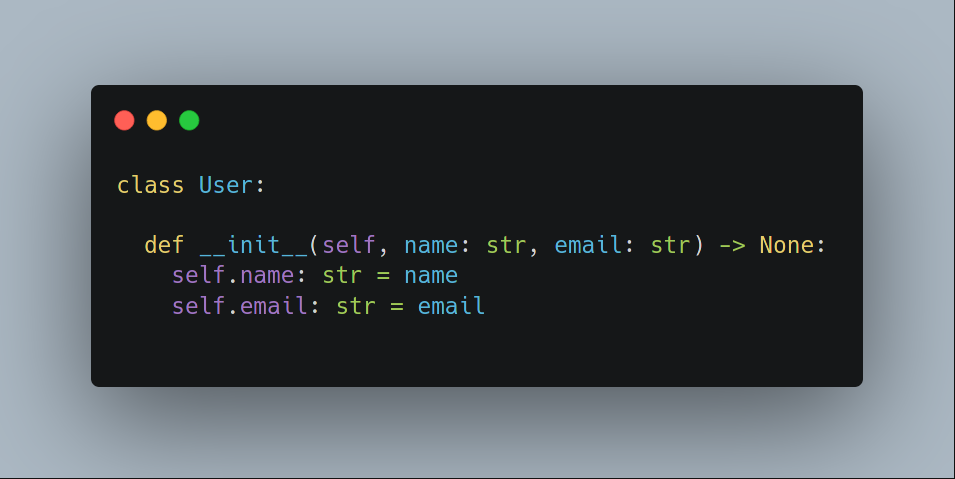 class User:
  def __init__(self, name: str, email: str) -> None:
    self.name: str = name
    self.email: str = email